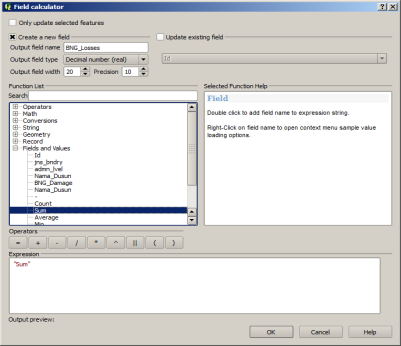 Field calculator
Only update selected features
Create a new field
Update existing field
Output field name BNG_Losses
Output field type Decimal number (real)
Id
Output field width 20 Precision 10
Function List
Selected Function Help
Search
Operators
Math
Conversions
String
Geometry
Record
Fields and Values
Id
jns_bndry
admin_lvel
Nama_Dusun
BNG_Damage
Nama_Dusun
-
Count
Sum
Average
Min
Field
Double click to add field name to expression string.
Right-Click on field name to open context menu sample value
loading options.
Operators
= + - / * ^ || ( )
Expression
"Sum"
Output preview:
OK Cancel Help